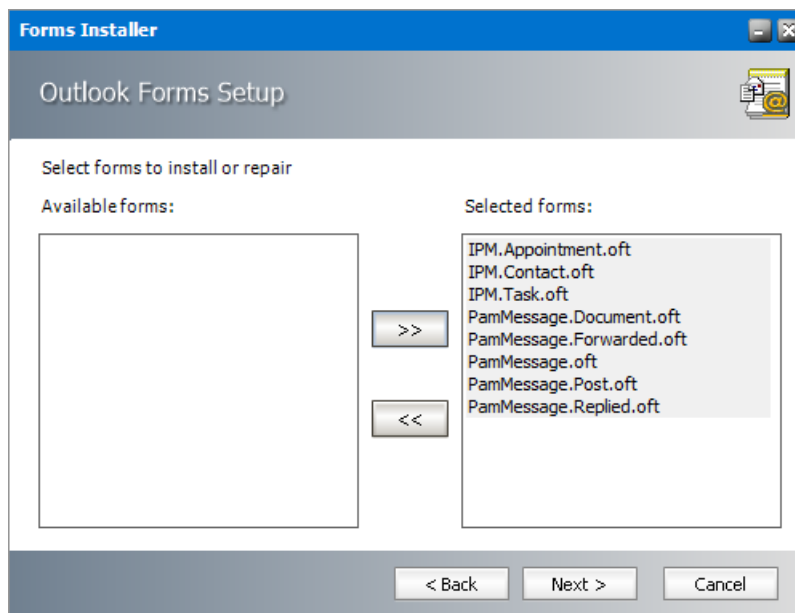 Forms Installer
Outlook Forms Setup
Select forms to install or repair
Available forms:
Selected forms:
IPM.Appointment.oft
IPM.Contact.oft
IPM.Task.oft
PamMessage.Document.oft
PamMessage.Forwarded.oft
PamMessage.oft
PamMessage.Post.oft
PamMessage.Replied.oft
>>
<<
< Back
Next >
Cancel